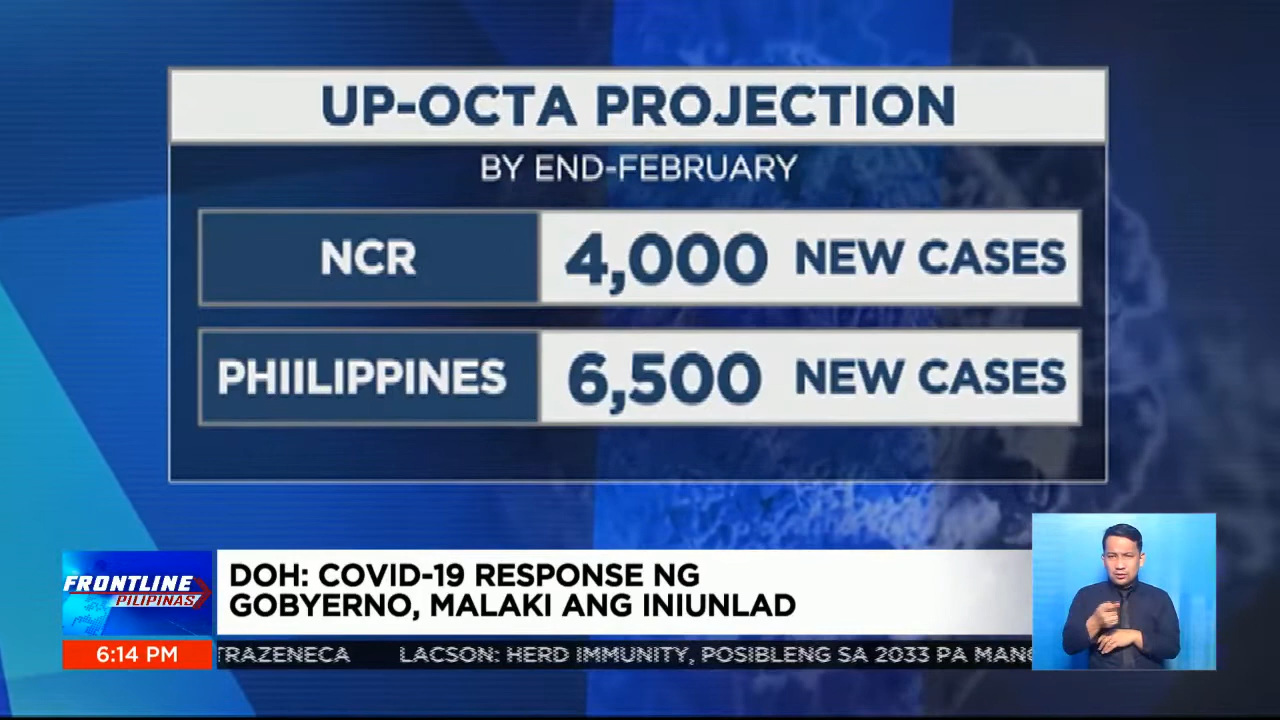 UP-OCTA PROJECTION
BY END-FEBRUARY
NCR 4,000 NEW CASES
PHIILIPPINES 6,500 NEW CASES
FRONTLINE
PILIPINAS
DOH: COVID-19 RESPONSE NG
GOBYERNO, MALAKI ANG INIUNLAD
6:14 PM
TRAZENECA LACSON: HERD IMMUNITY, POSIBLENG SA 2033 PA MANG